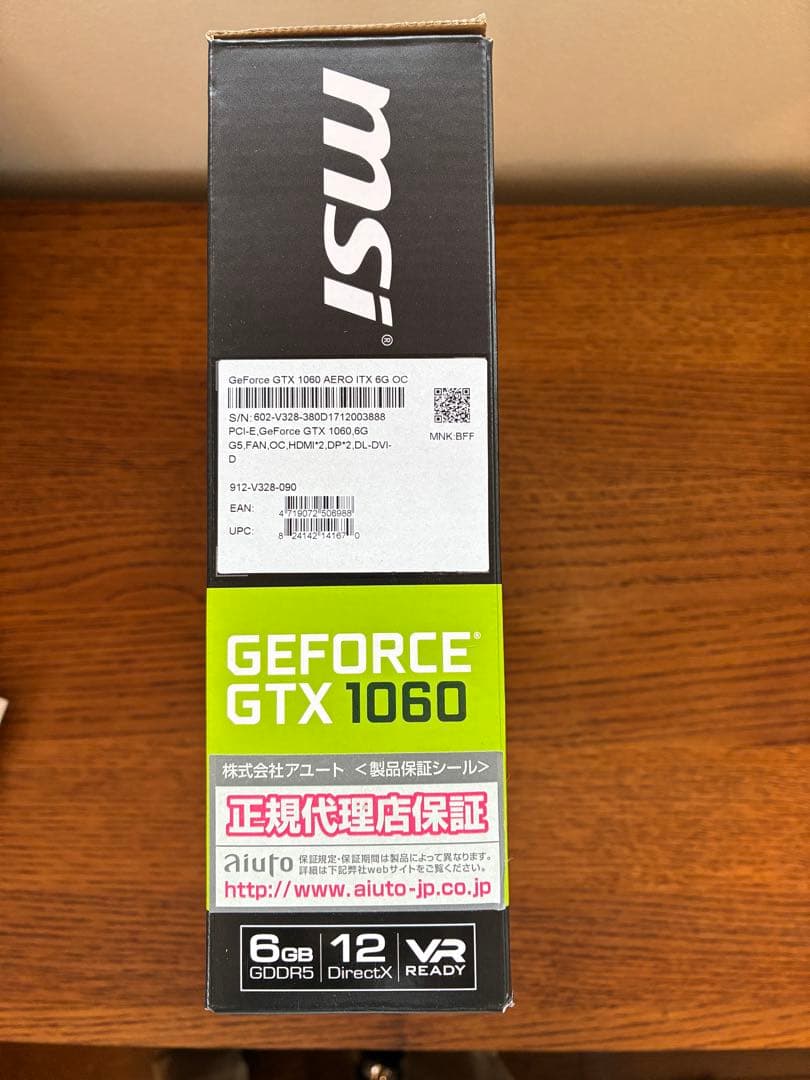 msi®
GeForce GTX 1060 AERO ITX 6G OC
S/N:602-V328-380D1712003888
PCI-E,GeForce GTX 1060,6G
G5,FAN,OC,HDMI*2,DP*2,DL-DVI-
D
MNK:BFF
912-V328-090
EAN:
4 719072 506988
UPC:
8 24142 14167 0
GEFORCE®
GTX 1060
株式会社アユート <製品保証シール>
正規代理店保証
aiuto 保証規定・保証期間は製品によって異なります。
詳細は下記弊社webサイトをご覧ください。
http://www.aiuto-jp.co.jp
6GB
GDDR5
12
DirectX
VR
READY